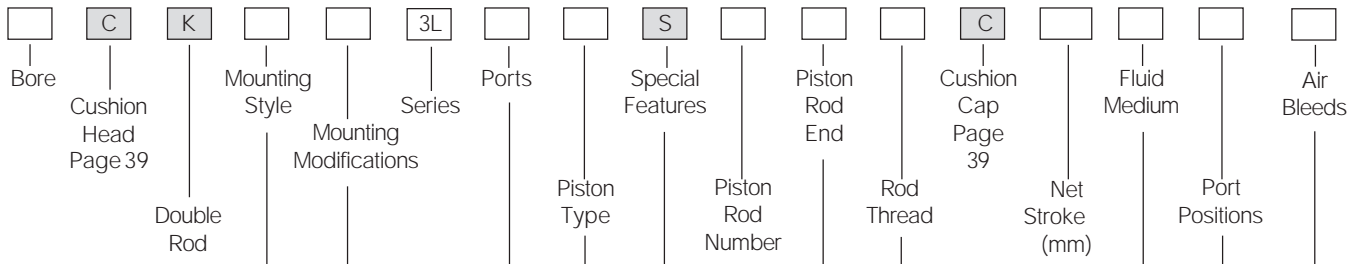 C K 3L S C
Bore
Cushion
Head
Page 39
Double
Rod
Mounting
Style
Mounting
Modifications
Series
Ports
Piston
Type
Special
Features
Piston
Rod
Number
Piston
Rod
End
Rod
Thread
Cushion
Cap
Page
39
Net
Stroke
(mm)
Fluid
Medium
Port
Positions
Air
Bleeds